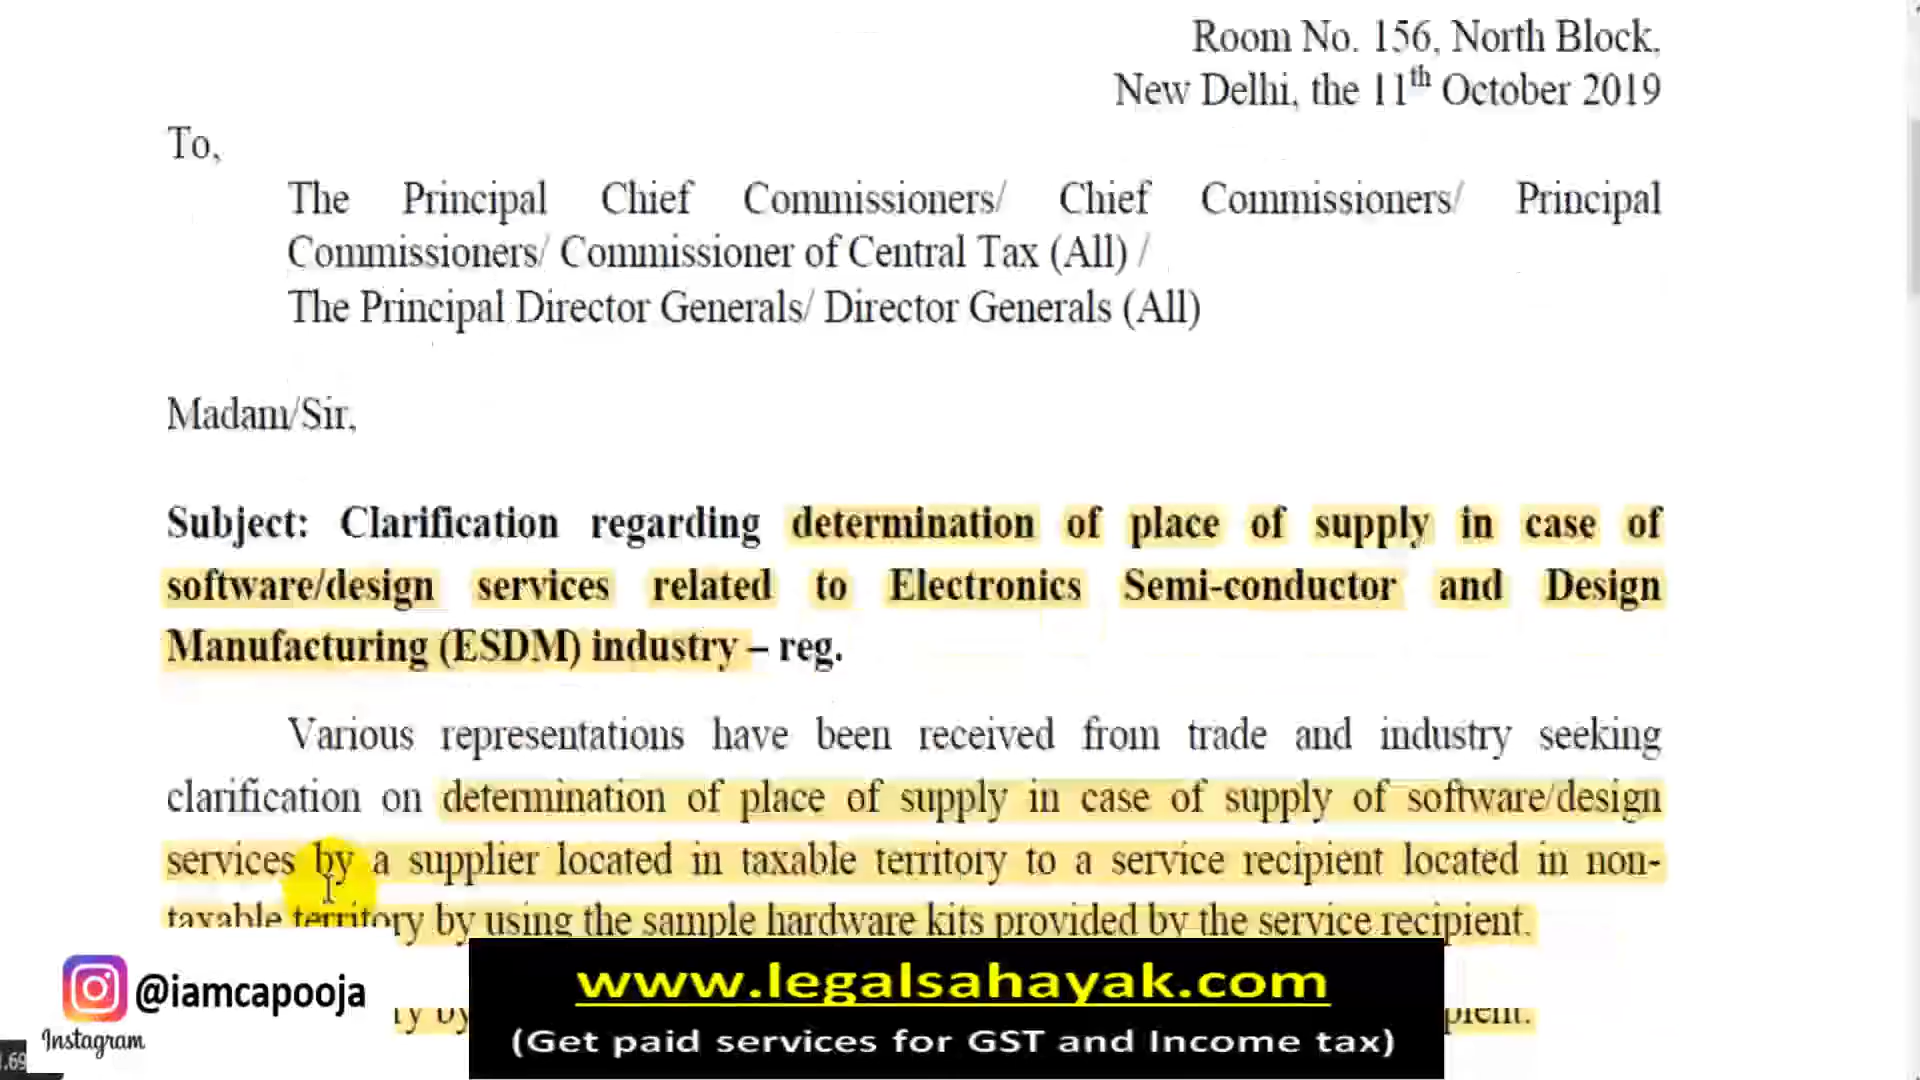 Room No. 156, North Block,
New Delhi, the 11th October 2019
To,
The Principal Chief Commissioners/ Chief Commissioners/ Principal
Commissioners/ Commissioner of Central Tax (All) /
The Principal Director Generals/ Director Generals (All)
Madam/Sir,
Subject: Clarification regarding determination of place of supply in case of
software/design services related to Electronics Semi-conductor and Design
Manufacturing (ESDM) industry – reg.
Various representations have been received from trade and industry seeking
clarification on determination of place of supply in case of supply of software/design
services by a supplier located in taxable territory to a service recipient located in non-
taxable territory by using the sample hardware kits provided by the service recipient.
@iamcapooja
Instagram
www.legalsahayak.com
(Get paid services for GST and Income tax)